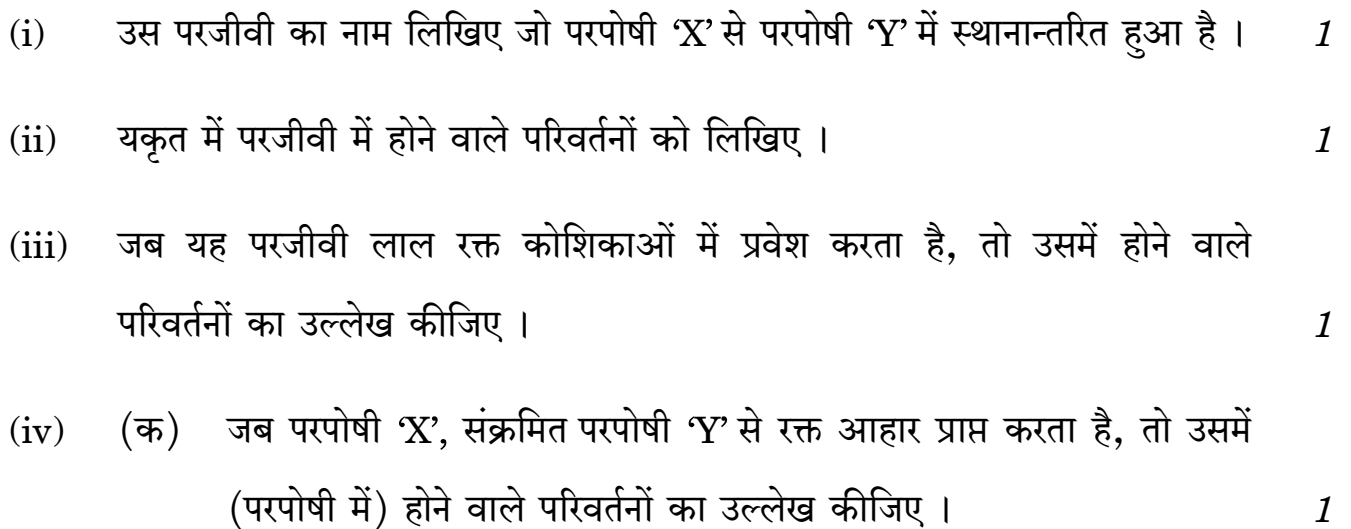 (i) उस परजीवी का नाम लिखिए जो परपोषी ‘X’ से परपोषी ‘Y’ में स्थानान्तरित हुआ है । 1
(ii) यकृत में परजीवी में होने वाले परिवर्तनों को लिखिए । 1
(iii) जब यह परजीवी लाल रक्त कोशिकाओं में प्रवेश करता है, तो उसमें होने वाले
परिवर्तनों का उल्लेख कीजिए । 1
(iv) (क) जब परपोषी ‘X’, संक्रमित परपोषी ‘Y’ से रक्त आहार प्राप्त करता है, तो उसमें
(परपोषी में) होने वाले परिवर्तनों का उल्लेख कीजिए । 1